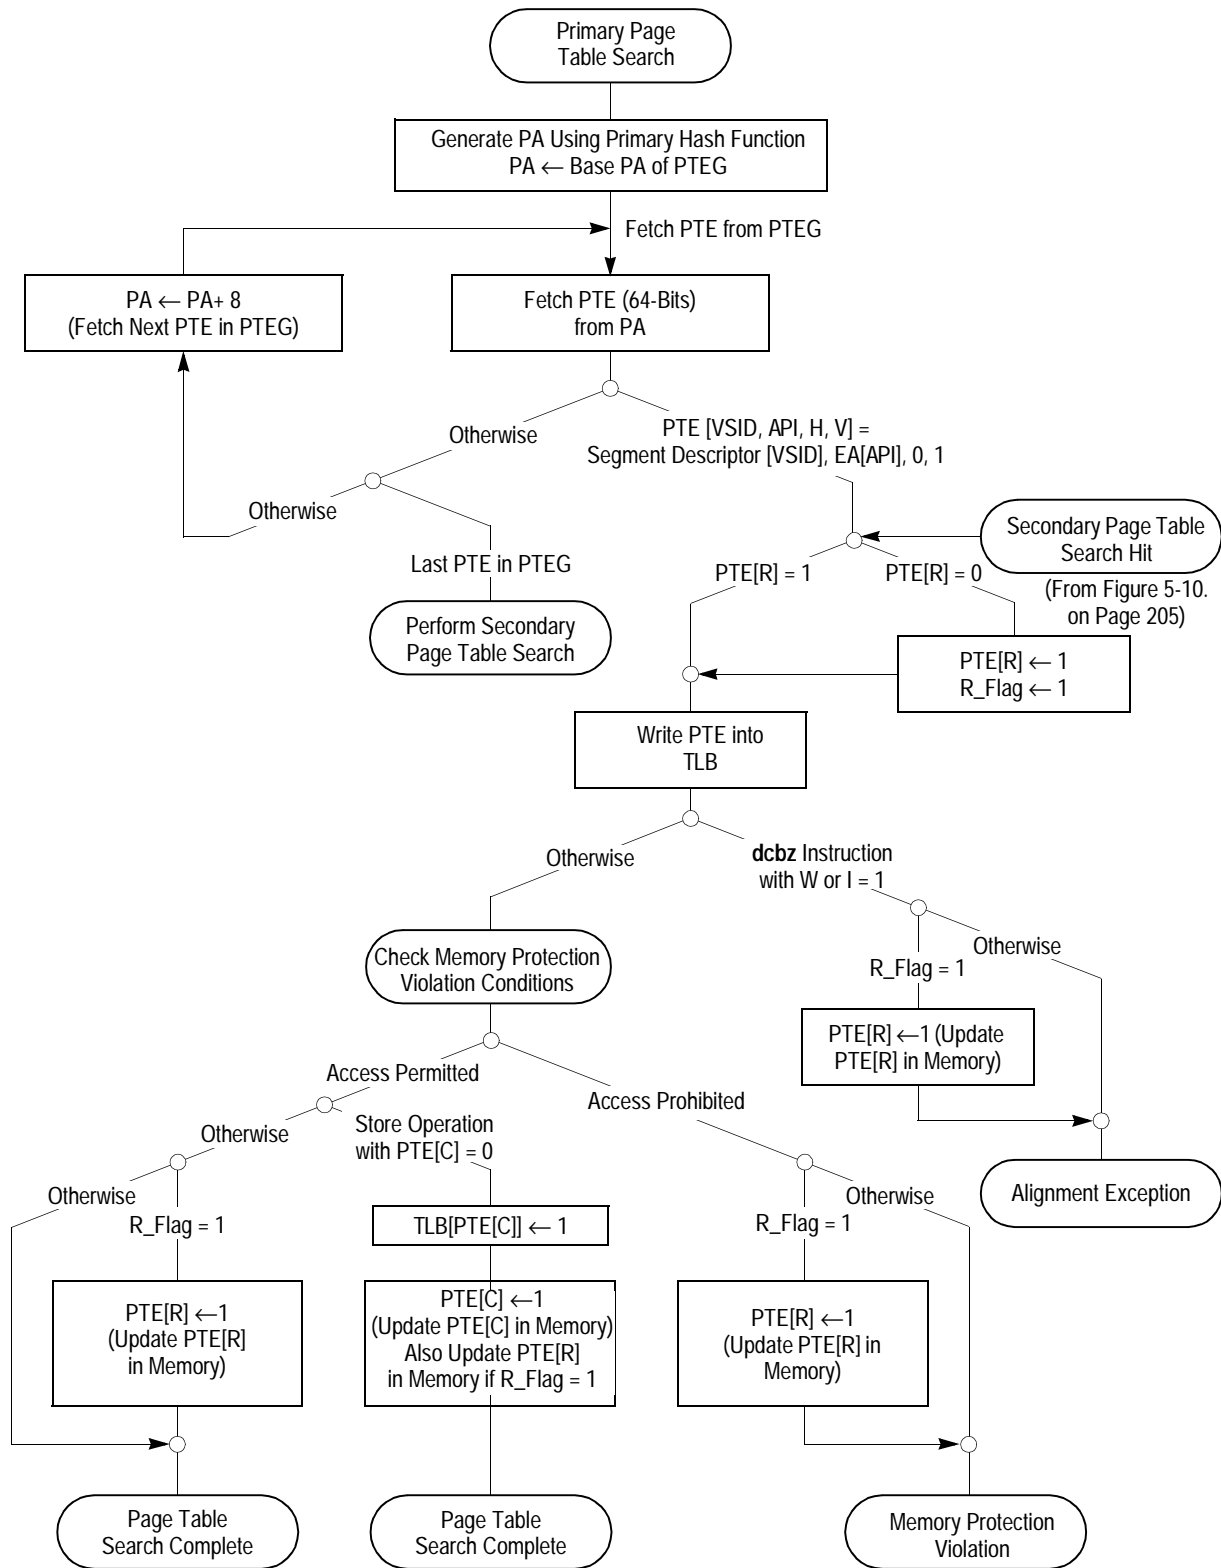 Primary Page
Table Search
Generate PA Using Primary Hash Function
PA ← Base PA of PTEG
Fetch PTE from PTEG
PA ← PA+ 8
(Fetch Next PTE in PTEG)
Fetch PTE (64-Bits)
from PA
Otherwise
PTE [VSID, API, H, V] =
Segment Descriptor [VSID], EA[API], 0, 1
Otherwise
Secondary Page Table
Search Hit
(From Figure 5-10.
on Page 205)
Last PTE in PTEG
PTE[R] = 1
PTE[R] = 0
Perform Secondary
Page Table Search
PTE[R] ← 1
R_Flag ← 1
Write PTE into
TLB
Otherwise
dcbz Instruction
with W or I = 1
Check Memory Protection
Violation Conditions
R_Flag = 1
Otherwise
PTE[R] ←1 (Update
PTE[R] in Memory)
Alignment Exception
Access Permitted
Access Prohibited
Otherwise
Store Operation
with PTE[C] = 0
Otherwise
R_Flag = 1
TLB[PTE[C]] ← 1
R_Flag = 1
Otherwise
PTE[R] ←1
(Update PTE[R]
in Memory)
PTE[C] ←1
(Update PTE[C] in Memory)
Also Update PTE[R]
in Memory if R_Flag = 1
PTE[R] ←1
(Update PTE[R] in
Memory)
Page Table
Search Complete
Page Table
Search Complete
Memory Protection
Violation